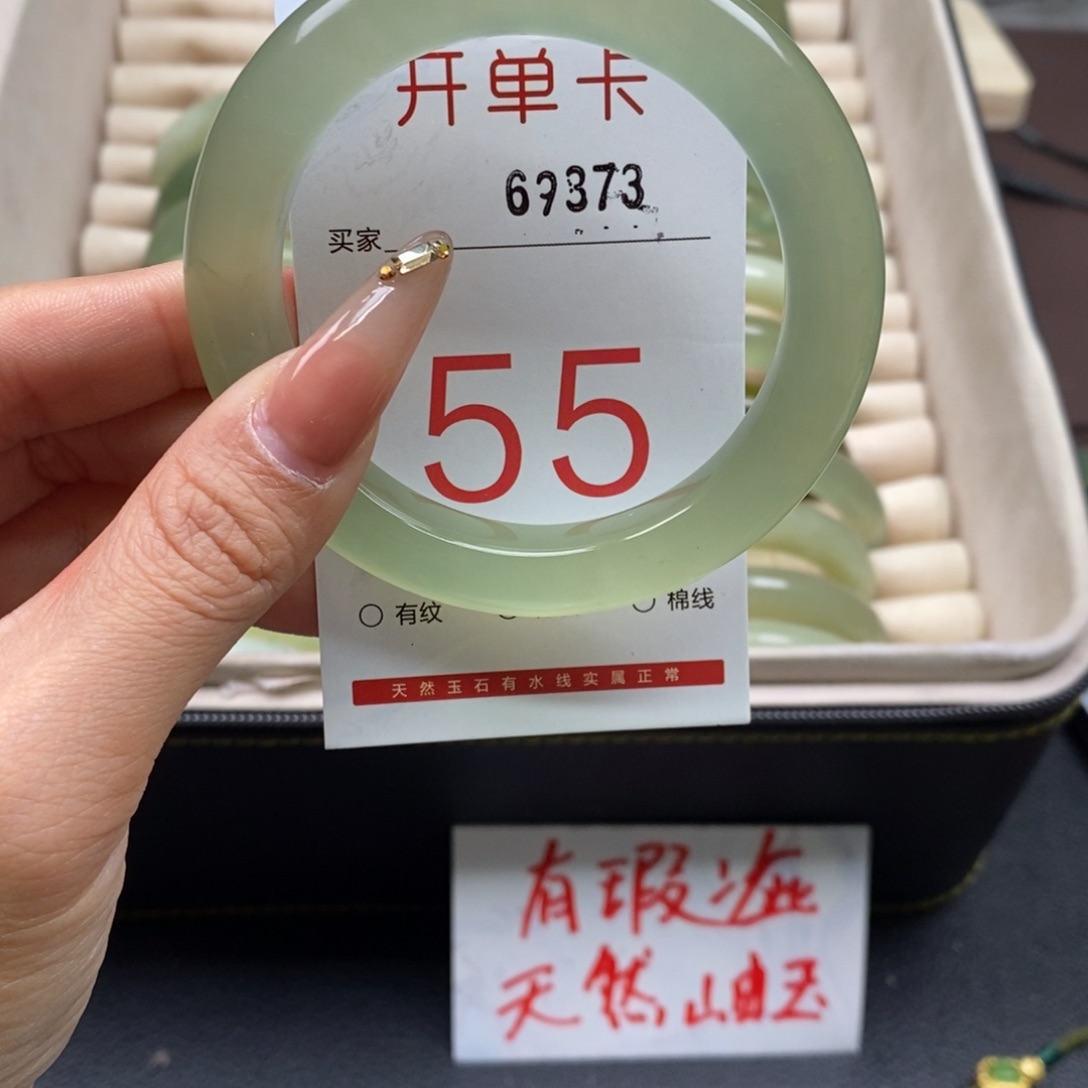 开单卡
69373
买家
55
有纹
棉线
天然玉石有水线实属正常
有瑕疵
天然岫玉